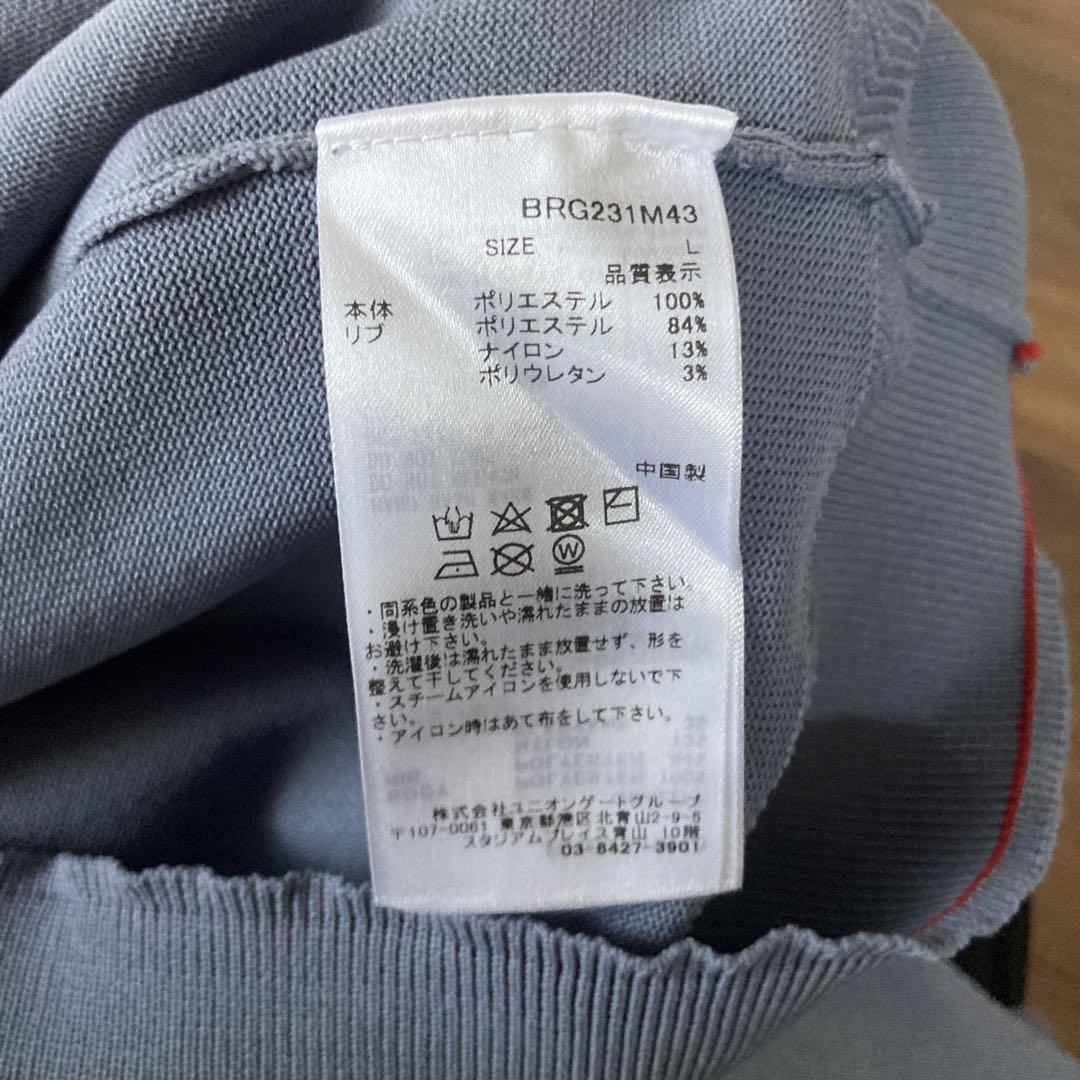 BRG231M43
SIZE L
品質表示
本体 ポリエステル 100%
リブ ポリエステル 84%
ナイロン 13%
ポリウレタン 3%
中国製
W
・同系色の製品と一緒に洗って下さい。
・浸け置き洗いや濡れたままの放置は
お避け下さい。
・洗濯後は濡れたまま放置せず、形を
整えて干してください。
・スチームアイロンを使用しないで下
さい。
・アイロン時はあて布をして下さい。
株式会社ユニオンゲートグループ
〒107-0061 東京都港区北青山2-9-5
スタリアムプレイス青山 10階
03-6427-3901